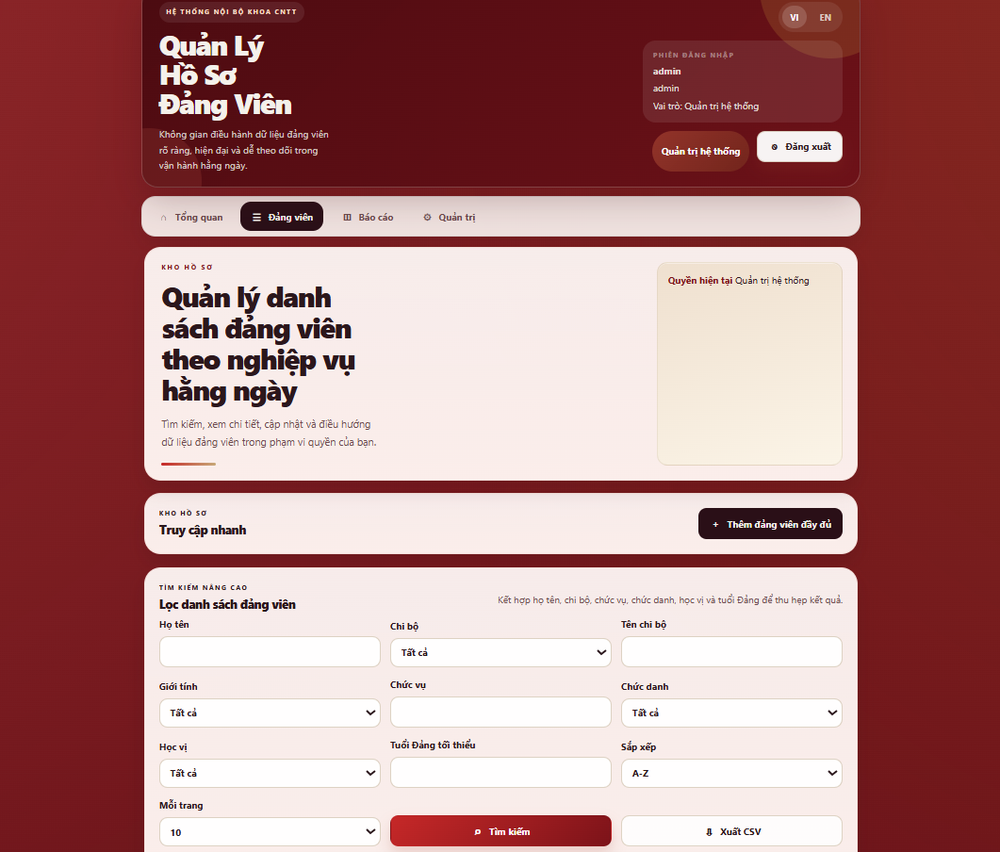 HỆ THỐNG NỘI BỘ KHOA CNTT
VI EN
Quản Lý
Hồ Sơ
Đảng Viên
Không gian điều hành dữ liệu đảng viên
rõ ràng, hiện đại và dễ theo dõi trong
vận hành hằng ngày.
PHIÊN ĐĂNG NHẬP
admin
admin
Vai trò: Quản trị hệ thống
Quản trị hệ thống
Đăng xuất
Tổng quan
Đảng viên
Báo cáo
Quản trị
KHO HỒ SƠ
Quản lý danh
sách đảng viên
theo nghiệp vụ
hằng ngày
Tìm kiếm, xem chi tiết, cập nhật và điều hướng
dữ liệu đảng viên trong phạm vi quyền của bạn.
Quyền hiện tại Quản trị hệ thống
KHO HỒ SƠ
Truy cập nhanh
+ Thêm đảng viên đầy đủ
TÌM KIẾM NÂNG CAO
Lọc danh sách đảng viên
Kết hợp họ tên, chi bộ, chức vụ, chức danh, học vị và tuổi Đảng để thu hẹp kết quả.
Họ tên
Chi bộ
Tất cả
Tên chi bộ
Giới tính
Tất cả
Chức vụ
Chức danh
Tất cả
Học vị
Tất cả
Tuổi Đảng tối thiểu
Sắp xếp
A-Z
Mỗi trang
10
Tìm kiếm
Xuất CSV